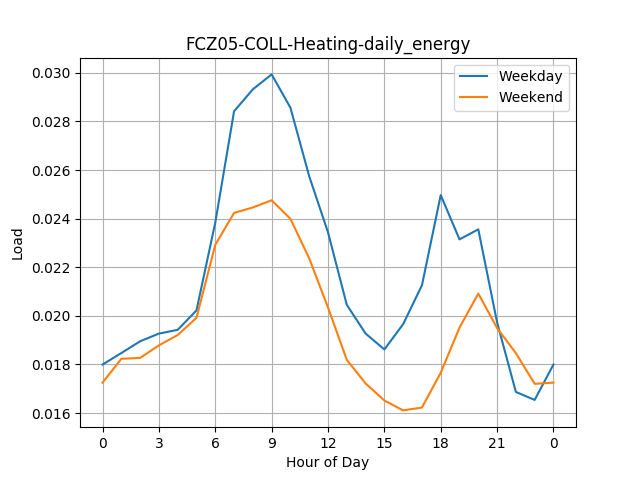 FCZ05-COLL-Heating-daily_energy
Weekday
Weekend
0.030
0.028
0.026
0.024
0.022
0.020
0.018
0.016
Load
0 3 6 9 12 15 18 21 0
Hour of Day